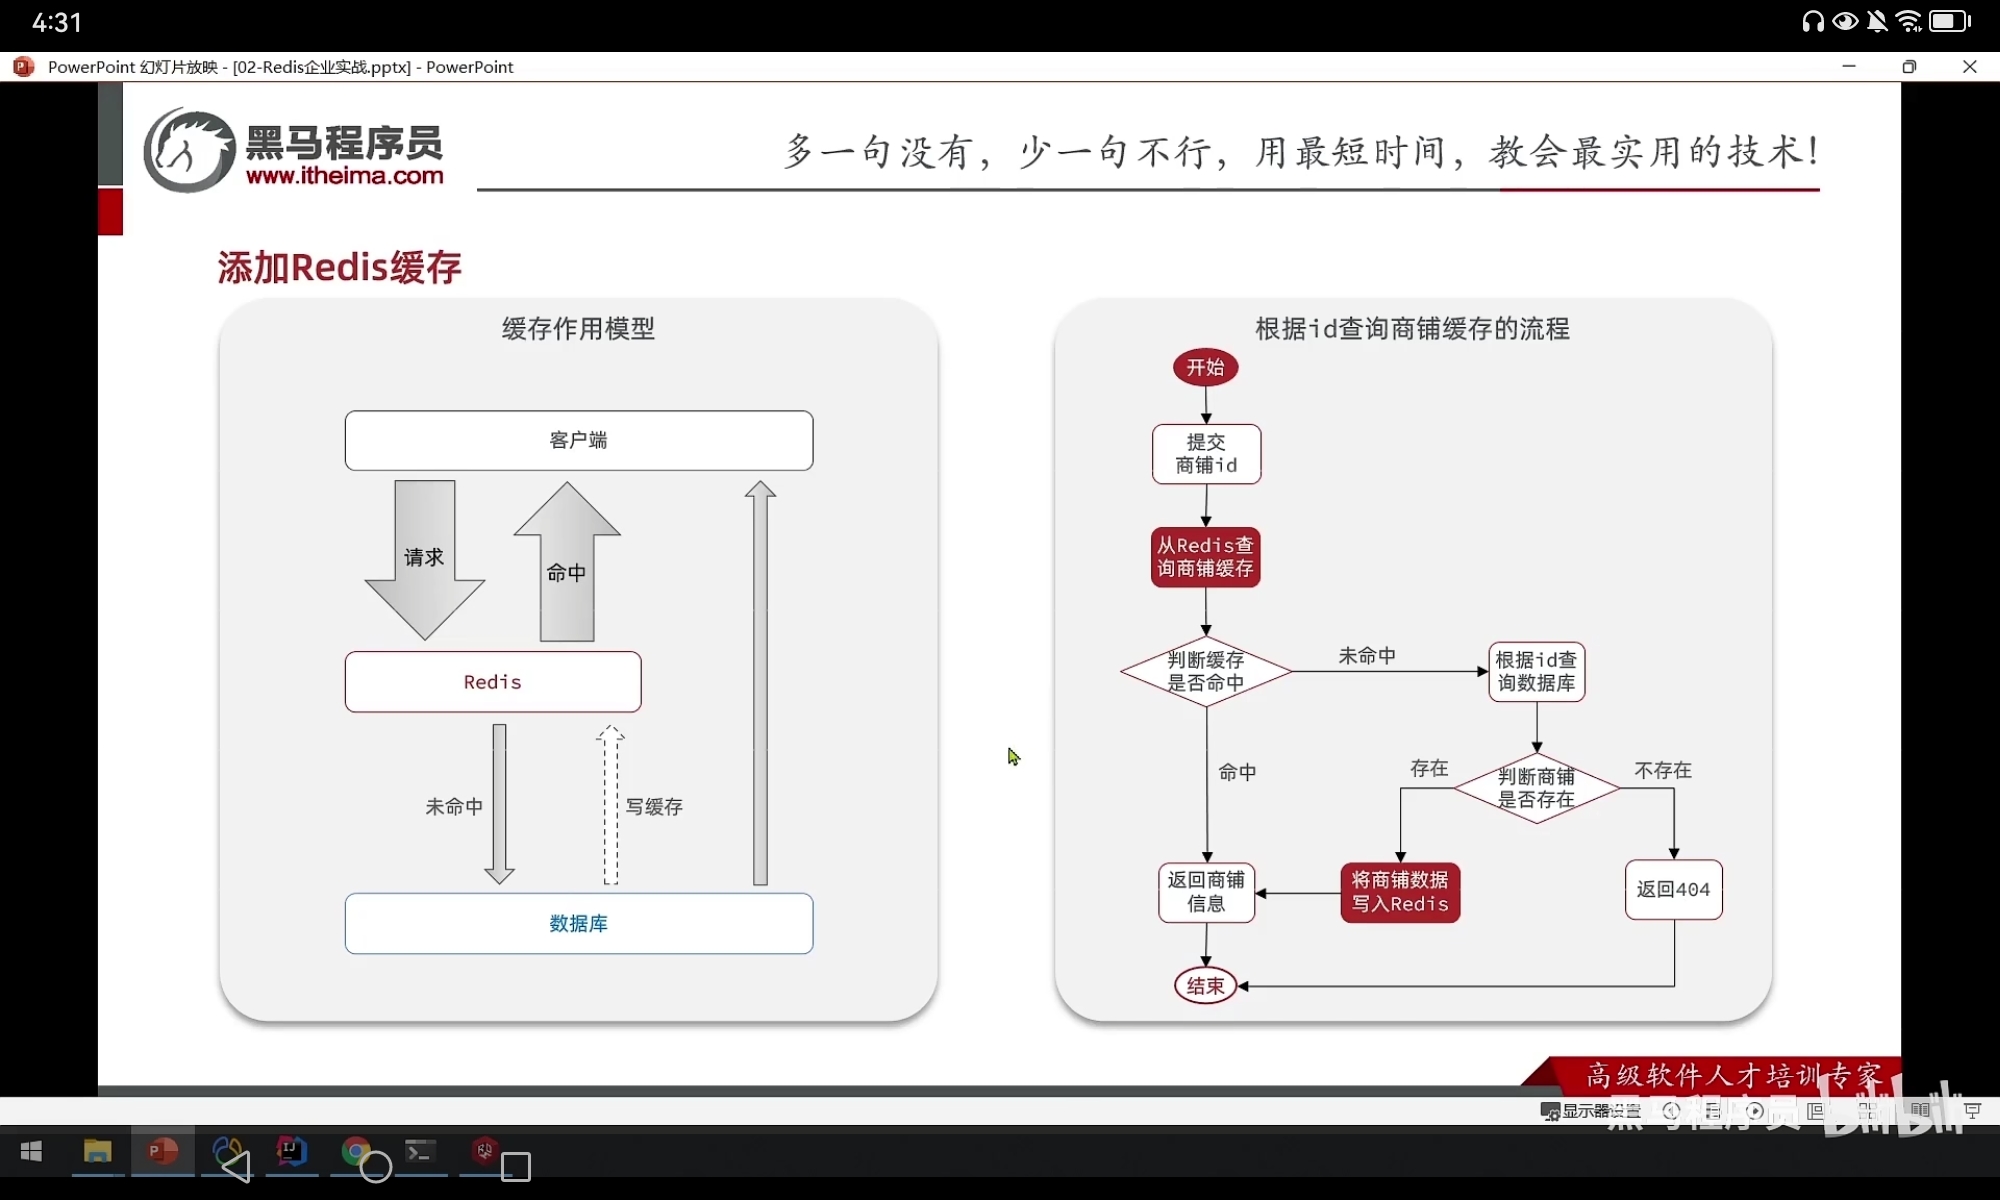 4:31
PowerPoint 幻灯片放映 - [02-Redis企业实战.pptx] - PowerPoint
黑马程序员
www.itheima.com
多一句没有，少一句不行，用最短时间，教会最实用的技术！
添加Redis缓存
缓存作用模型
客户端
请求
命中
Redis
未命中
写缓存
数据库
根据id查询商铺缓存的流程
开始
提交
商铺id
从Redis查
询商铺缓存
判断缓存
是否命中
未命中
根据id查
询数据库
命中
存在
判断商铺
是否存在
不存在
返回商铺
信息
将商铺数据
写入Redis
返回404
结束
高级软件人才培训专家
显示器设置
黑马程序员 bilibili